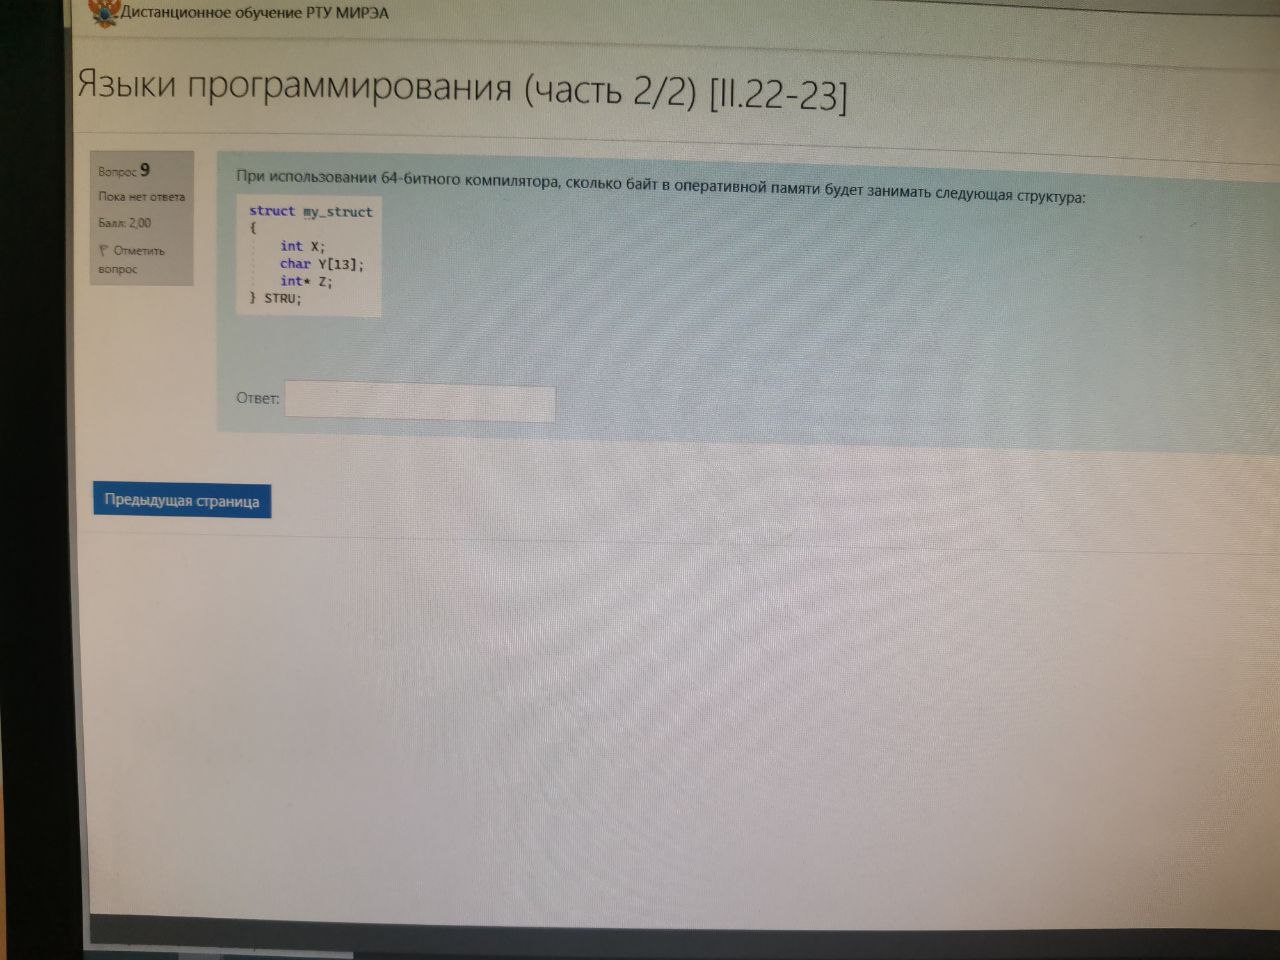 Дистанционное обучение РТУ МИРЭА
Языки программирования (часть 2/2) [II.22-23]
Вопрос 9
Пока нет ответа
Балл: 2,00
Отметить
вопрос
При использовании 64-битного компилятора, сколько байт в оперативной памяти будет занимать следующая структура:
struct my_struct
{
int X;
char Y[13];
int* Z;
} STRU;
Ответ:
Предыдущая страница